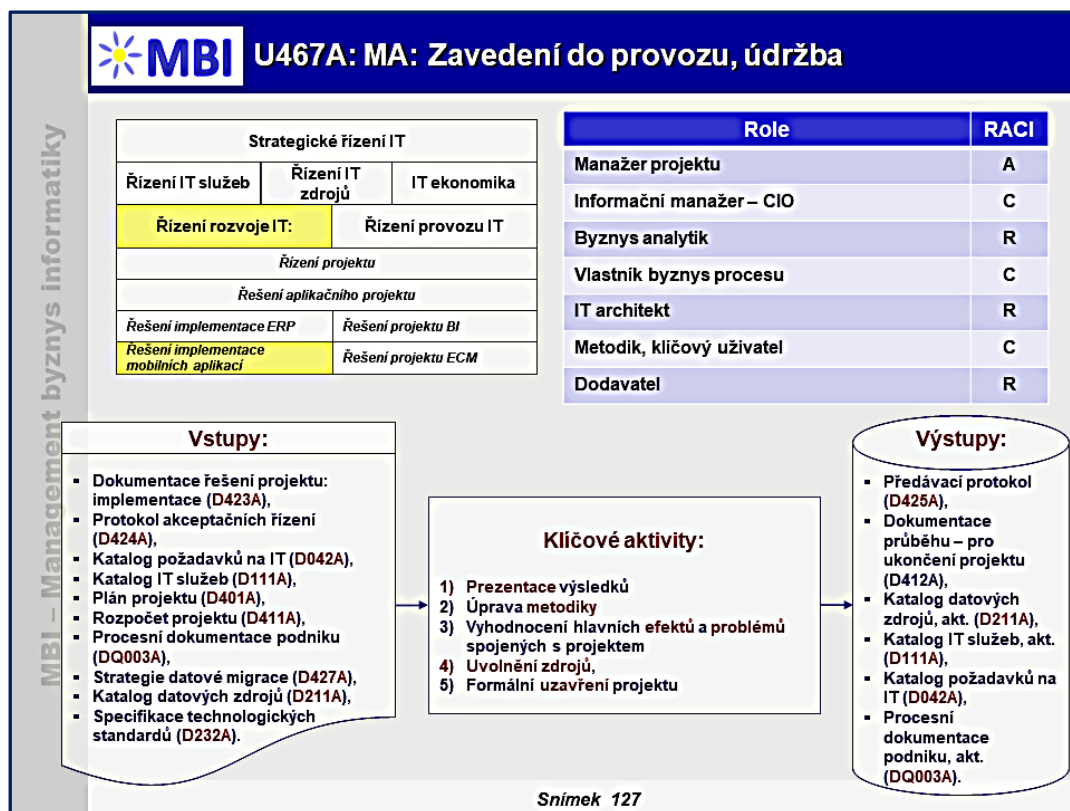 MBI
U467A: MA: Zavedení do provozu, údržba
MBI – Management byznys informatiky
Strategické řízení IT
Řízení IT služeb
Řízení IT
zdrojů
IT ekonomika
Řízení rozvoje IT:
Řízení provozu IT
Řízení projektu
Řešení aplikačního projektu
Řešení implementace ERP
Řešení projektu BI
Řešení implementace
mobilních aplikací
Řešení projektu ECM
Role RACI
Manažer projektu A
Informační manažer – CIO C
Byznys analytik R
Vlastník byznys procesu C
IT architekt R
Metodik, klíčový uživatel C
Dodavatel R
Vstupy:
▪ Dokumentace řešení projektu:
implementace (D423A),
▪ Protokol akceptačních řízení
(D424A),
▪ Katalog požadavků na IT (D042A),
▪ Katalog IT služeb (D111A),
▪ Plán projektu (D401A),
▪ Rozpočet projektu (D411A),
▪ Procesní dokumentace podniku
(DQ003A),
▪ Strategie datové migrace (D427A),
▪ Katalog datových zdrojů (D211A),
▪ Specifikace technologických
standardů (D232A).
Klíčové aktivity:
1) Prezentace výsledků
2) Úprava metodiky
3) Vyhodnocení hlavních efektů a problémů
spojených s projektem
4) Uvolnění zdrojů,
5) Formální uzavření projektu
Výstupy:
▪ Předávací protokol
(D425A),
▪ Dokumentace
průběhu – pro
ukončení projektu
(D412A),
▪ Katalog datových
zdrojů, akt. (D211A),
▪ Katalog IT služeb, akt.
(D111A),
▪ Katalog požadavků na
IT (D042A),
▪ Procesní
dokumentace
podniku, akt.
(DQ003A).
Snímek 127